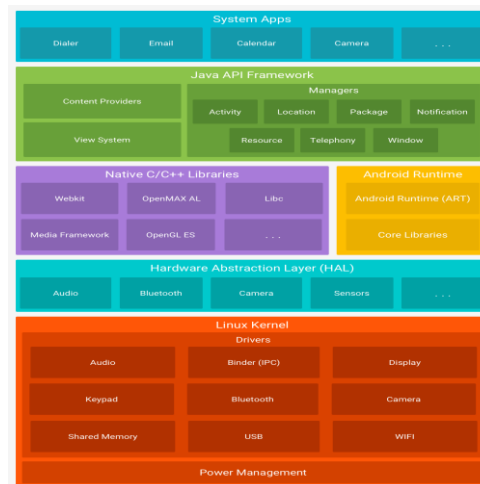 System Apps
Dialer Email Calendar Camera . . .
Java API Framework
Content Providers
View System
Managers
Activity Location Package Notification
Resource Telephony Window
Native C/C++ Libraries
Webkit OpenMAX AL Libc
Media Framework OpenGL ES . . .
Android Runtime
Android Runtime (ART)
Core Libraries
Hardware Abstraction Layer (HAL)
Audio Bluetooth Camera Sensors . . .
Linux Kernel
Drivers
Audio Binder (IPC) Display
Keypad Bluetooth Camera
Shared Memory USB WIFI
Power Management